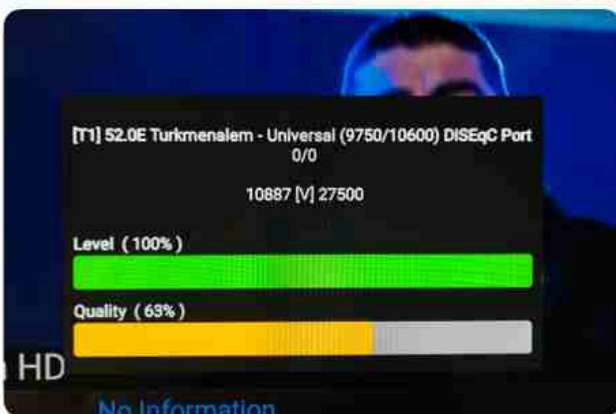 [T1] 52.0E Turkmenalem - Universal (9750/10600) DISEqC Port
0/0
10887 [V] 27500
Level ( 100% )
Quality ( 63% )
HD
No Information